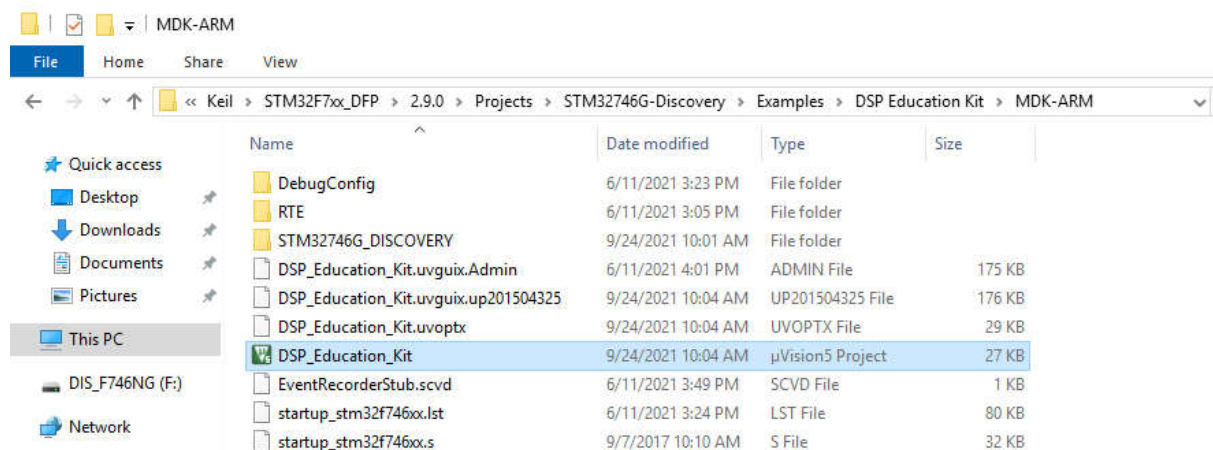 MDK-ARM
File Home Share View
« Keil > STM32F7xx_DFP > 2.9.0 > Projects > STM32746G-Discovery > Examples > DSP Education Kit > MDK-ARM
Name Date modified Type Size
Quick access
Desktop
Downloads
Documents
Pictures
This PC
DIS_F746NG (F:)
Network
DebugConfig 6/11/2021 3:23 PM File folder
RTE 6/11/2021 3:05 PM File folder
STM32746G_DISCOVERY 9/24/2021 10:01 AM File folder
DSP_Education_Kit.uvguix.Admin 6/11/2021 4:01 PM ADMIN File 175 KB
DSP_Education_Kit.uvguix.up201504325 9/24/2021 10:04 AM UP201504325 File 176 KB
DSP_Education_Kit.uvoptx 9/24/2021 10:04 AM UVOPTX File 29 KB
DSP_Education_Kit 9/24/2021 10:04 AM µVision5 Project 27 KB
EventRecorderStub.scvd 6/11/2021 3:49 PM SCVD File 1 KB
startup_stm32f746xx.lst 6/11/2021 3:24 PM LST File 80 KB
startup_stm32f746xx.s 9/7/2017 10:10 AM S File 32 KB